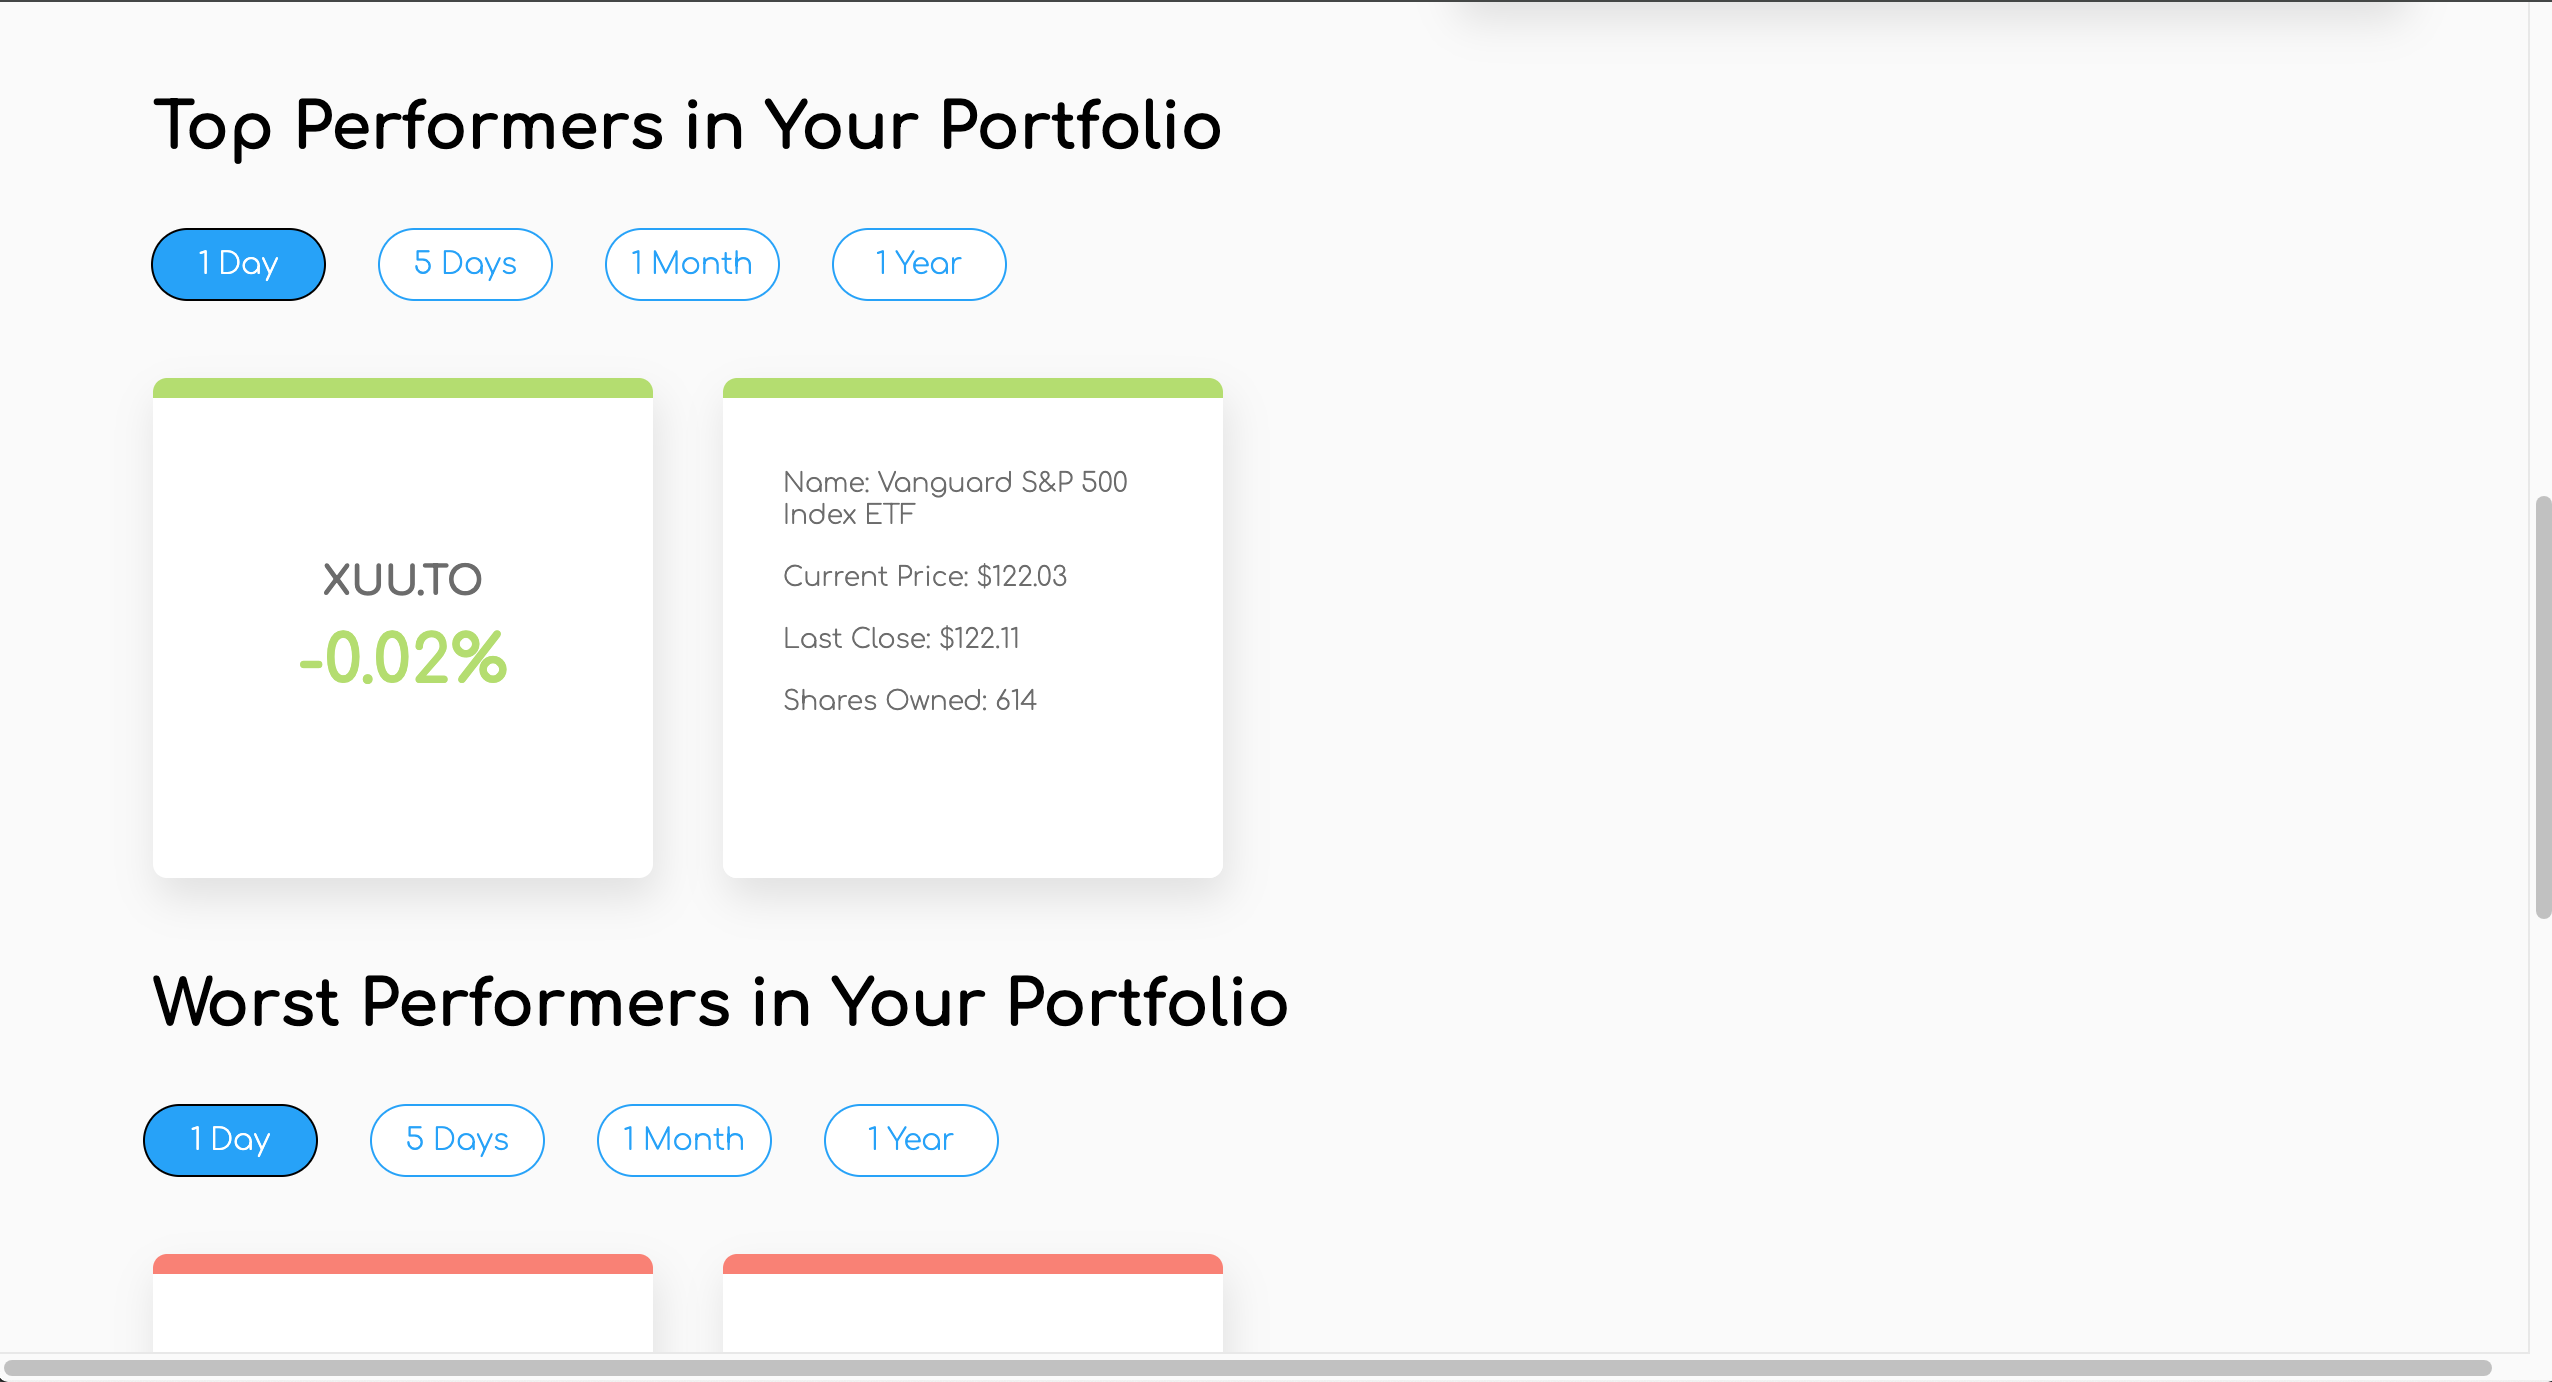 Top Performers in Your Portfolio
1 Day
5 Days
1 Month
1 Year
XUU.TO
-0.02%
Name: Vanguard S&P 500
Index ETF
Current Price: $122.03
Last Close: $122.11
Shares Owned: 614
Worst Performers in Your Portfolio
1 Day
5 Days
1 Month
1 Year